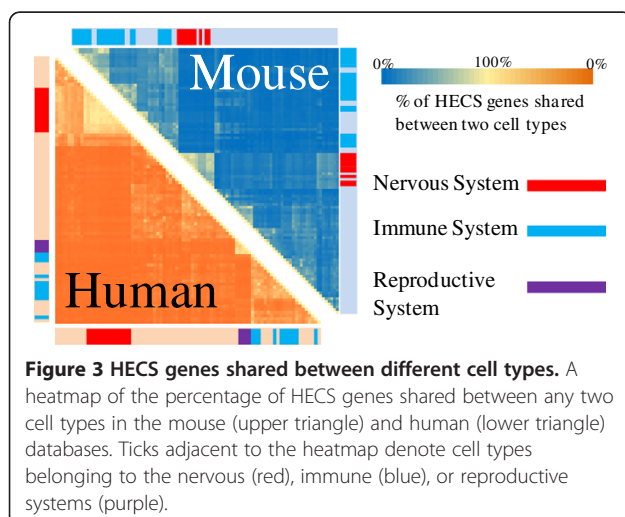 Mouse
Human
0% 100% 0%
% of HECS genes shared
between two cell types
Nervous System
Immune System
Reproductive
System
Figure 3 HECS genes shared between different cell types. A
heatmap of the percentage of HECS genes shared between any two
cell types in the mouse (upper triangle) and human (lower triangle)
databases. Ticks adjacent to the heatmap denote cell types
belonging to the nervous (red), immune (blue), or reproductive
systems (purple).